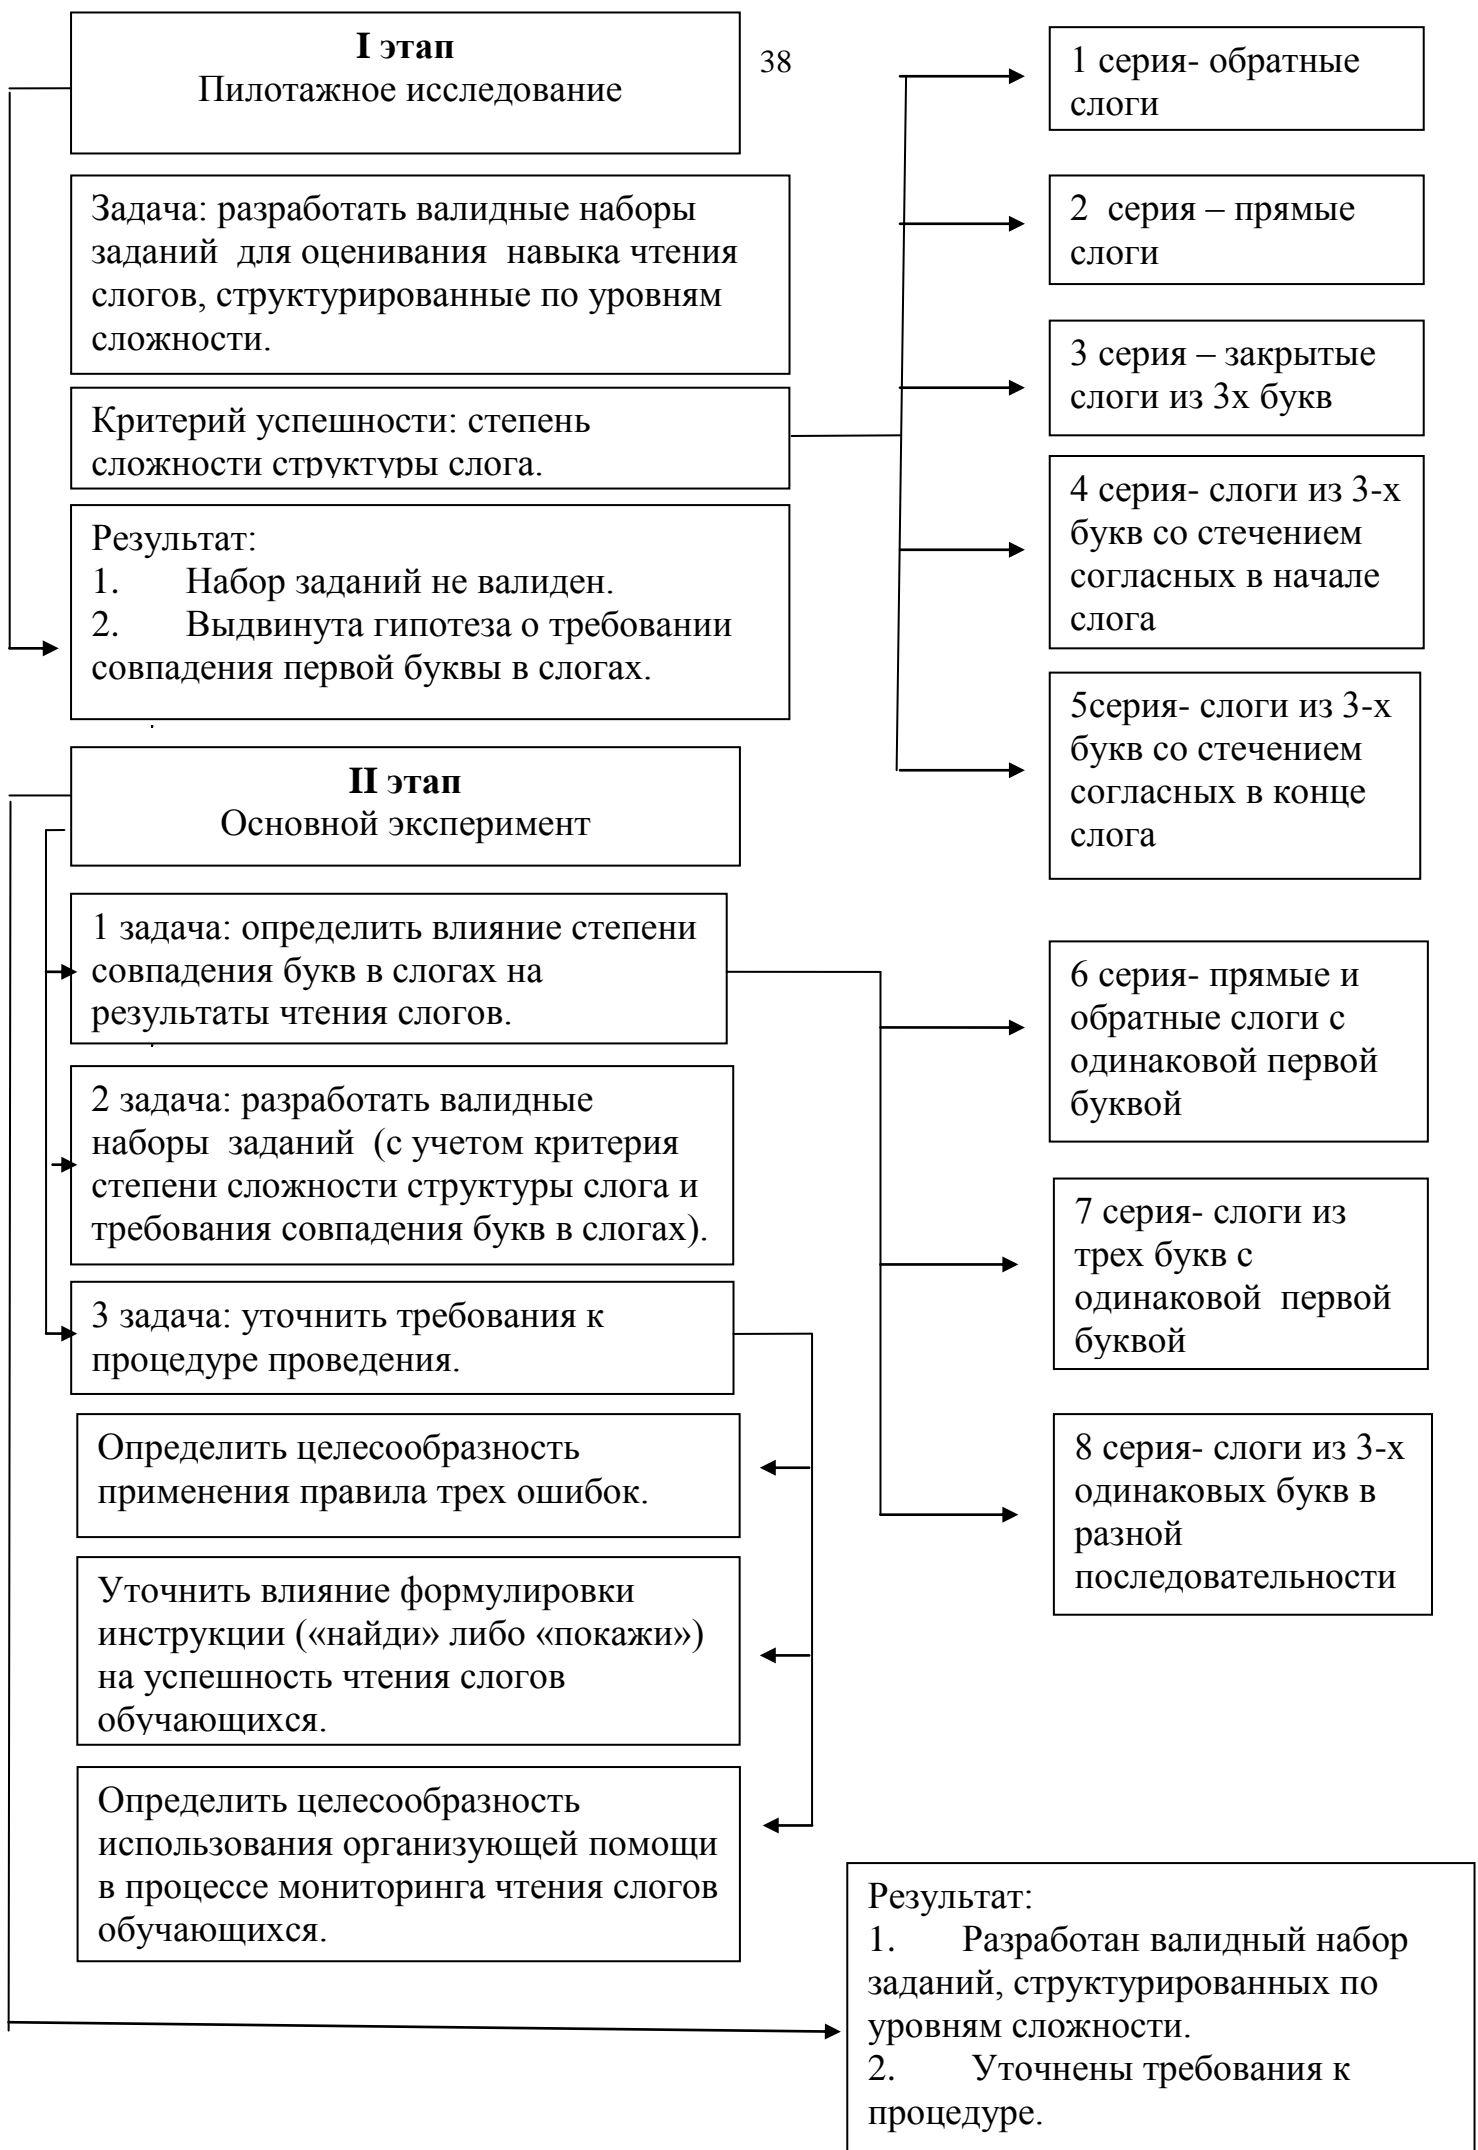 38
I этап
Пилотажное исследование
Задача: разработать валидные наборы
заданий для оценивания навыка чтения
слогов, структурированные по уровням
сложности.
Критерий успешности: степень
сложности структуры слога.
Результат:
1. Набор заданий не валиден.
2. Выдвинута гипотеза о требовании
совпадения первой буквы в слогах.
1 серия- обратные
слоги
2 серия – прямые
слоги
3 серия – закрытые
слоги из 3х букв
4 серия- слоги из 3-х
букв со стечением
согласных в начале
слога
5серия- слоги из 3-х
букв со стечением
согласных в конце
слога
II этап
Основной эксперимент
1 задача: определить влияние степени
совпадения букв в слогах на
результаты чтения слогов.
2 задача: разработать валидные
наборы заданий (с учетом критерия
степени сложности структуры слога и
требования совпадения букв в слогах).
3 задача: уточнить требования к
процедуре проведения.
Определить целесообразность
применения правила трех ошибок.
Уточнить влияние формулировки
инструкции («найди» либо «покажи»)
на успешность чтения слогов
обучающихся.
Определить целесообразность
использования организующей помощи
в процессе мониторинга чтения слогов
обучающихся.
6 серия- прямые и
обратные слоги с
одинаковой первой
буквой
7 серия- слоги из
трех букв с
одинаковой первой
буквой
8 серия- слоги из 3-х
одинаковых букв в
разной
последовательности
Результат:
1. Разработан валидный набор
заданий, структурированных по
уровням сложности.
2. Уточнены требования к
процедуре.